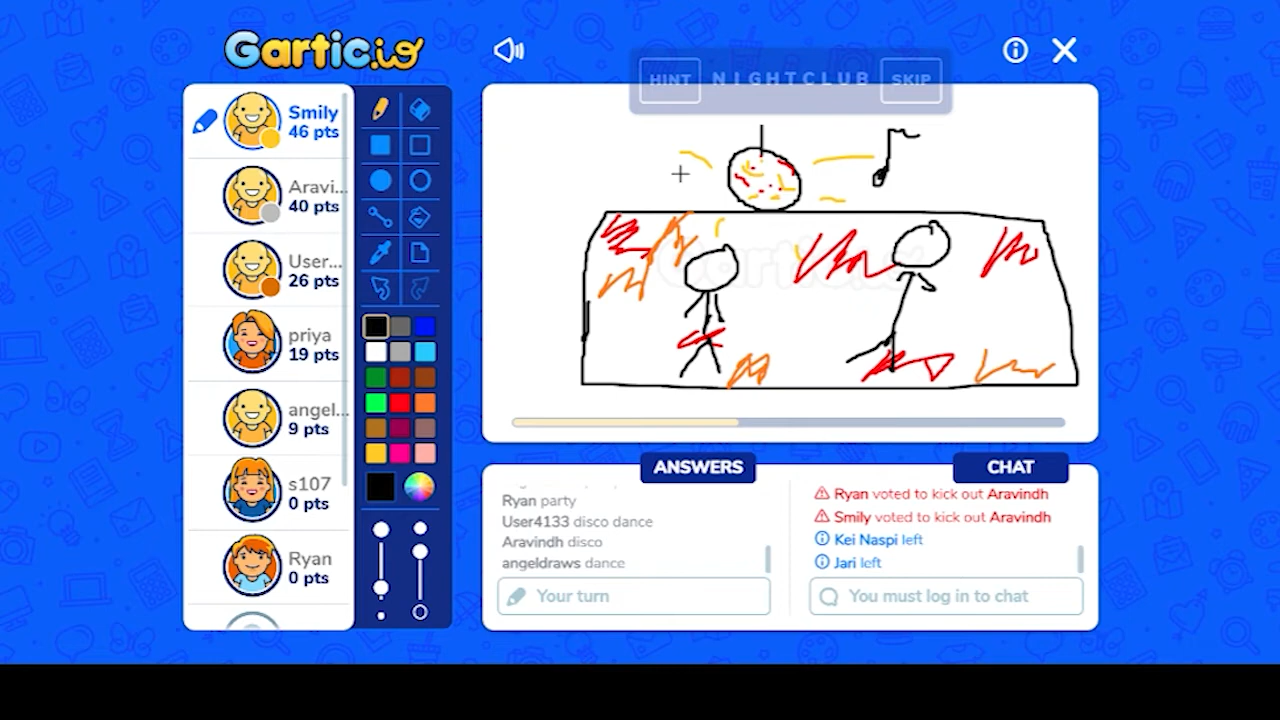 Gartic.io
HINT
NIGHTCLUB
SKIP
Smily
46 pts
Aravi...
40 pts
User...
26 pts
priya
19 pts
angel...
9 pts
s107
0 pts
Ryan
0 pts
ANSWERS
Ryan party
User4133 disco dance
Aravindh disco
angeldraws dance
Your turn
CHAT
Ryan voted to kick out Aravindh
Smily voted to kick out Aravindh
Kei Naspi left
Jari left
You must log in to chat